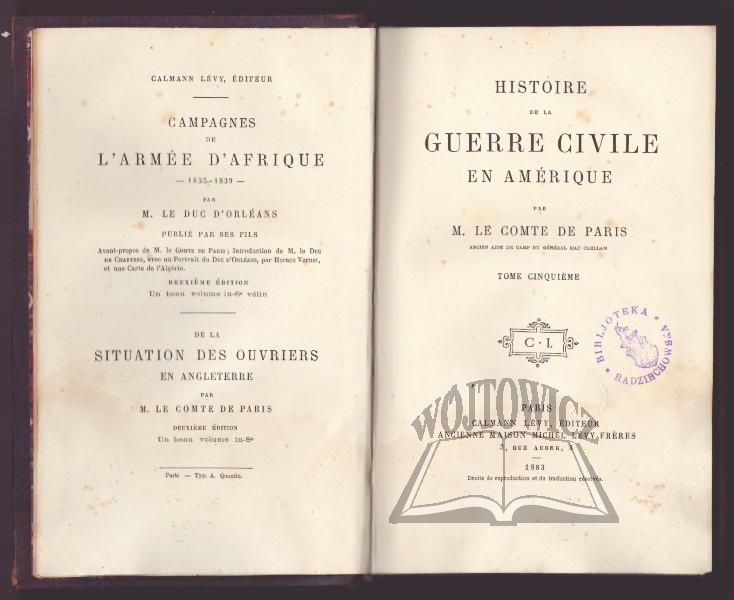 CALMANN LÉVY, ÉDITEUR
CAMPAGNES
DE
L'ARMÉE D'AFRIQUE
— 1835-1839 —
PAR
M. LE DUC D'ORLÉANS
PUBLIÉ PAR SES FILS
Avant-propos de M. le COMTE DE PARIS; Introduction de M. le DUC
DE CHARTRES, avec un Portrait du DUC D'ORLÉANS, par Horace Vernet,
et une Carte de l'Algérie.
DEUXIÈME ÉDITION
Un beau volume in-8º vélin
DE LA
SITUATION DES OUVRIERS
EN ANGLETERRE
PAR
M. LE COMTE DE PARIS
DEUXIÈME ÉDITION
Un beau volume in-8º
Paris — Typ. A. Quantin.
HISTOIRE
DE LA
GUERRE CIVILE
EN AMÉRIQUE
PAR
M. LE COMTE DE PARIS
ANCIEN AIDE DE CAMP DU GÉNÉRAL MAC CLELLAN
TOME CINQUIÈME
C·L
BIBLJOTEKA
RADZIECHOWSKA
WÓJTOWICZ
PARIS
CALMANN LÉVY, ÉDITEUR
ANCIENNE MAISON MICHEL LÉVY FRÈRES
3, RUE AUBER, 3
1883
Droits de reproduction et de traduction réservés.